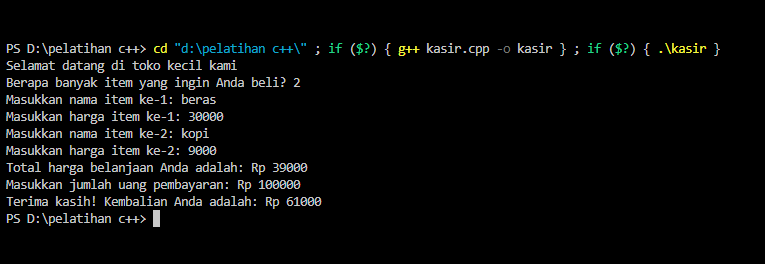 PS D:\pelatihan c++> cd "d:\pelatihan c++\" ; if ($?) { g++ kasir.cpp -o kasir } ; if ($?) { .\kasir }
Selamat datang di toko kecil kami
Berapa banyak item yang ingin Anda beli? 2
Masukkan nama item ke-1: beras
Masukkan harga item ke-1: 30000
Masukkan nama item ke-2: kopi
Masukkan harga item ke-2: 9000
Total harga belanjaan Anda adalah: Rp 39000
Masukkan jumlah uang pembayaran: Rp 100000
Terima kasih! Kembalian Anda adalah: Rp 61000
PS D:\pelatihan c++>